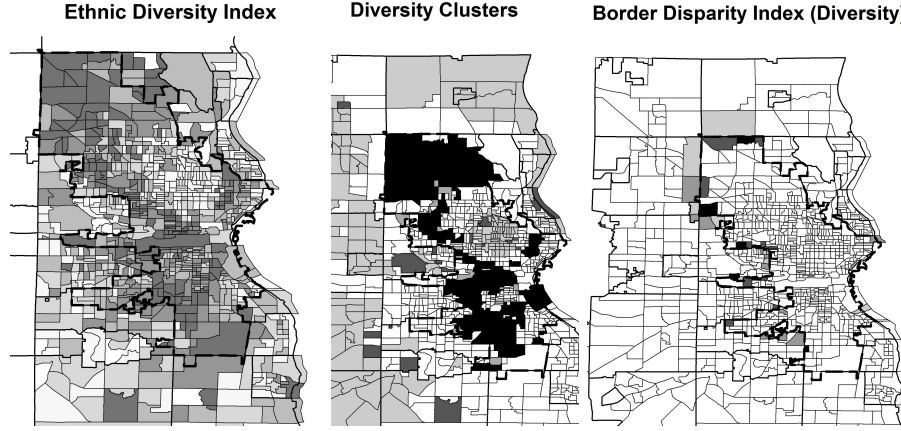 Ethnic Diversity Index
Diversity Clusters
Border Disparity Index (Diversity)